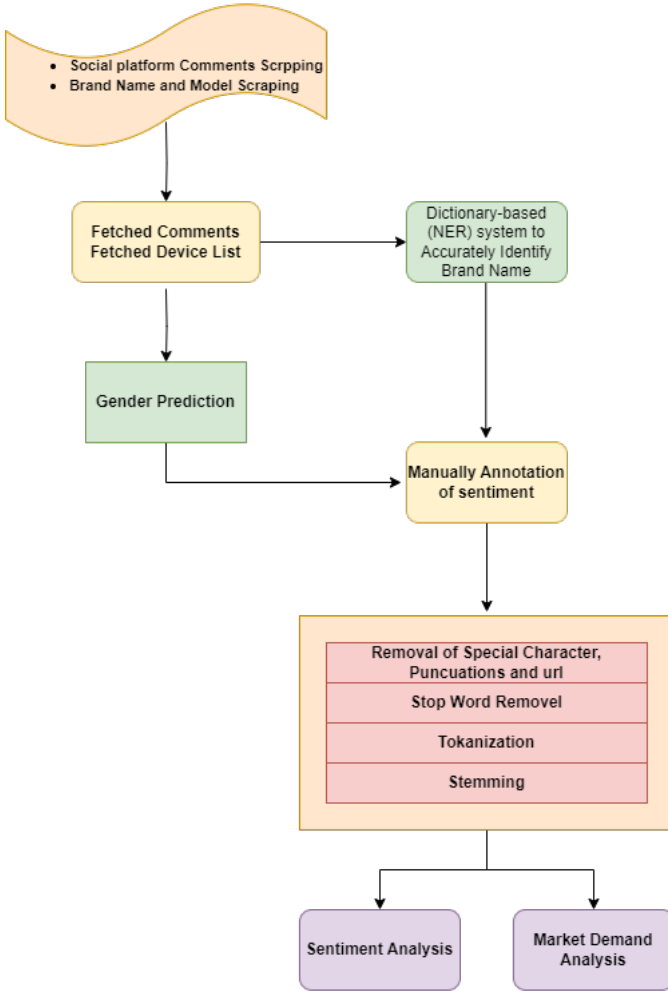 Social platform Comments Scrpping
Brand Name and Model Scraping
Fetched Comments
Fetched Device List
Dictionary-based
(NER) system to
Accurately Identify
Brand Name
Gender Prediction
Manually Annotation
of sentiment
Removal of Special Character,
Puncuations and url
Stop Word Removel
Tokanization
Stemming
Sentiment Analysis
Market Demand
Analysis